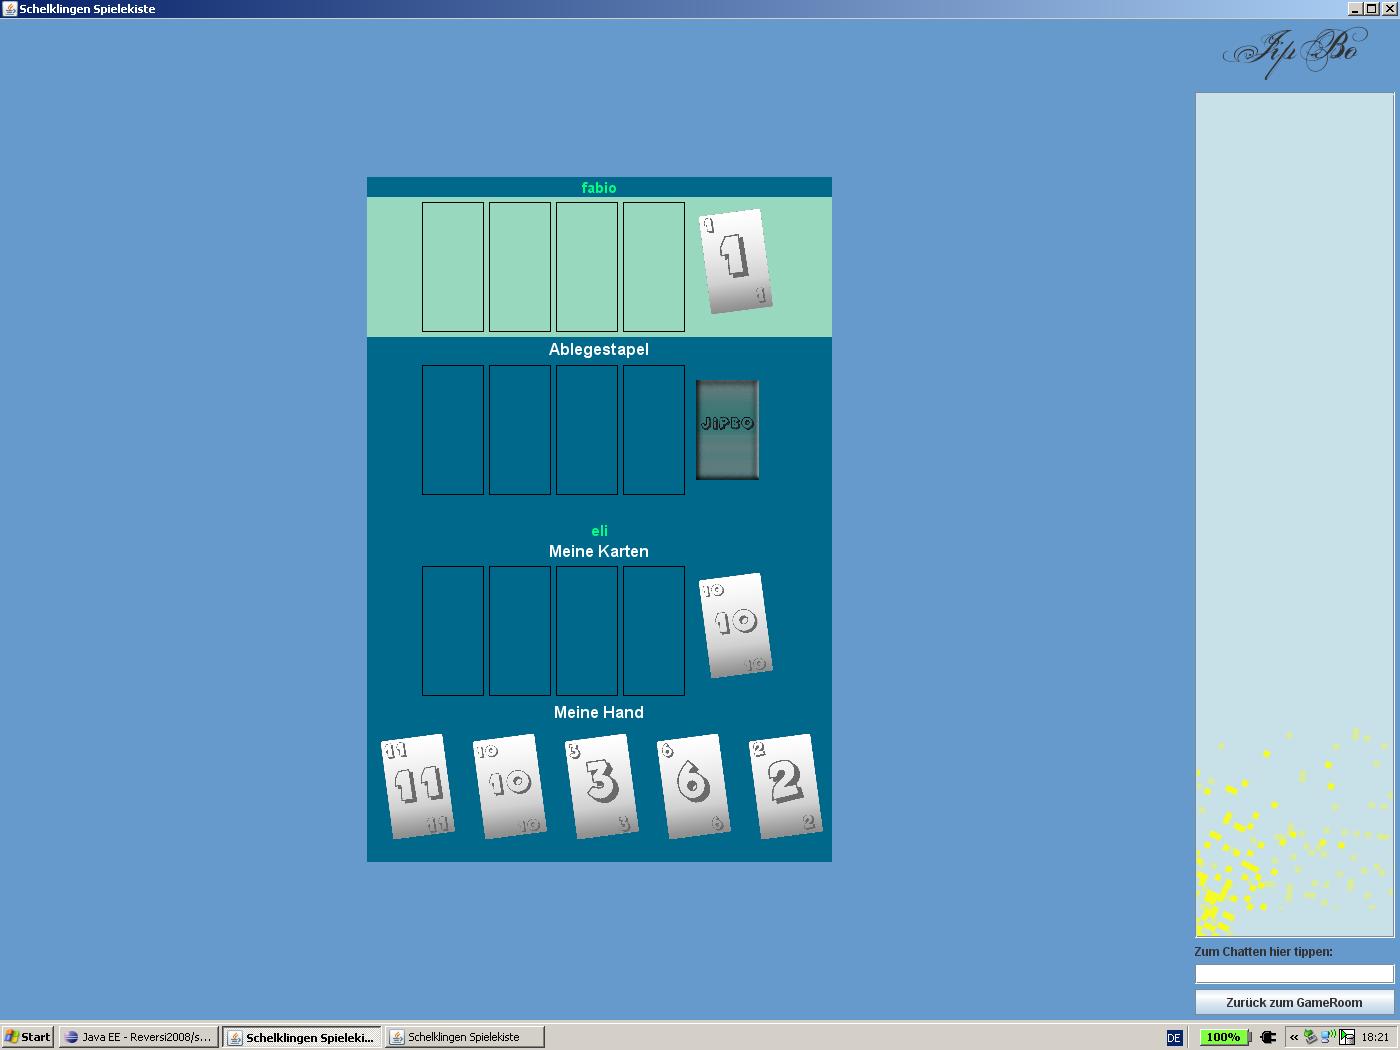 Schelklingen Spielekiste
Jip Bo
fabio
1
1
1
Ablegestapel
JiPBO
eli
Meine Karten
10
10
10
Meine Hand
11 10 3 6 2
11 10 3 6 2
11 10 3 6 2
Zum Chatten hier tippen:
Zurück zum GameRoom
Start
Java EE - Reversi2008/s...
Schelklingen Spieleki...
Schelklingen Spielekiste
DE
100%
«
18:21